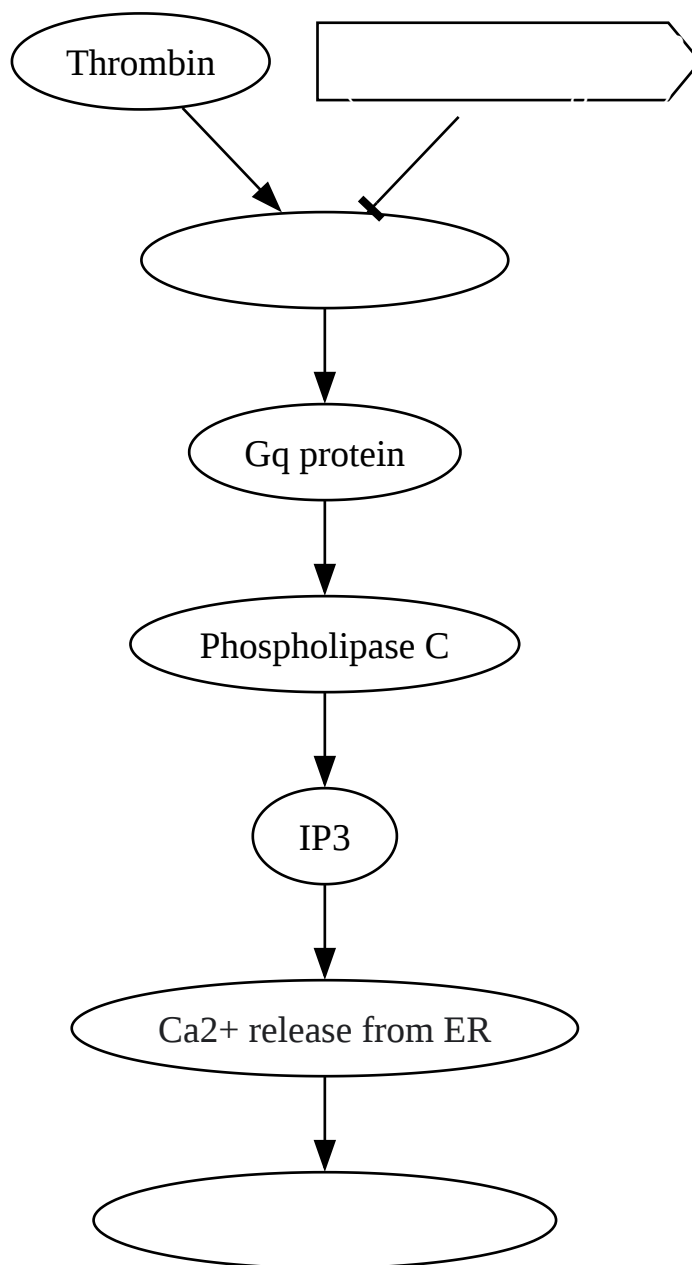 Thrombin
Gq protein
Phospholipase C
IP3
Ca2+ release from ER